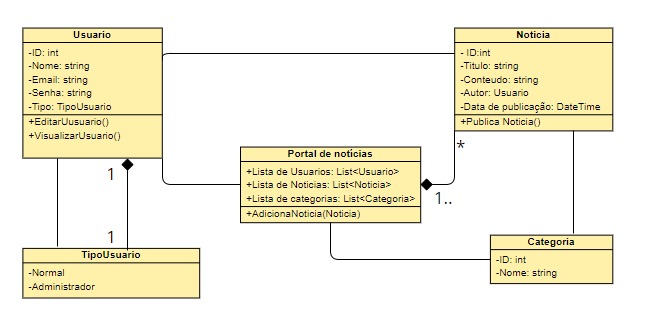 Usuario
-ID: int
-Nome: string
-Email: string
-Senha: string
-Tipo: TipoUsuario
+EditarUusuario()
+VisualizarUsuario()
Noticia
- ID:int
-Titulo: string
-Conteudo: string
-Autor: Usuario
-Data de publicação: DateTime
+Publica Noticia()
Portal de notícias
+Lista de Usuarios: List<Usuario>
+Lista de Noticias: List<Noticia>
+Lista de categorias: List<Categoria>
+AdicionaNoticia(Noticia)
*
1..
1
1
TipoUsuario
-Normal
-Administrador
Categoria
-ID: int
-Nome: string